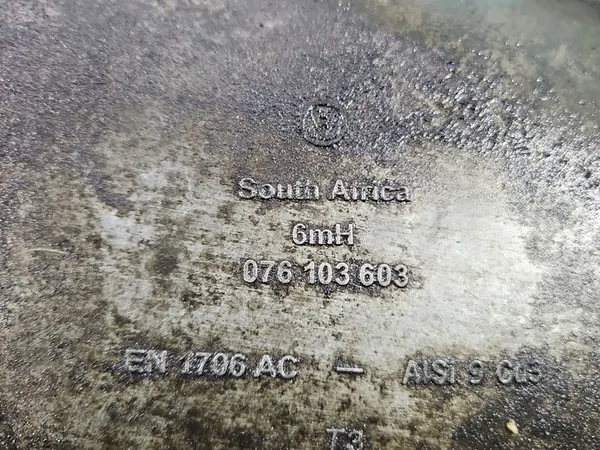 South Africa
6mH
076 103 603
EN 1706 AC – AlSi 9 Cu3
T3